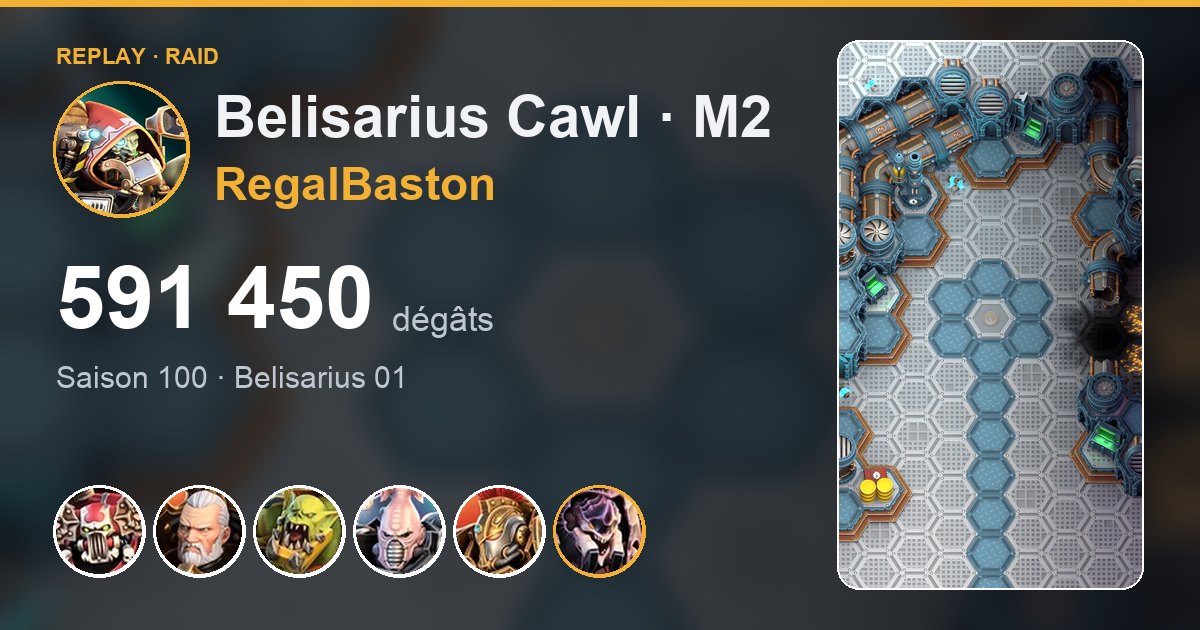 REPLAY · RAID
Belisarius Cawl · M2
RegalBaston
591 450 dégâts
Saison 100 · Belisarius 01